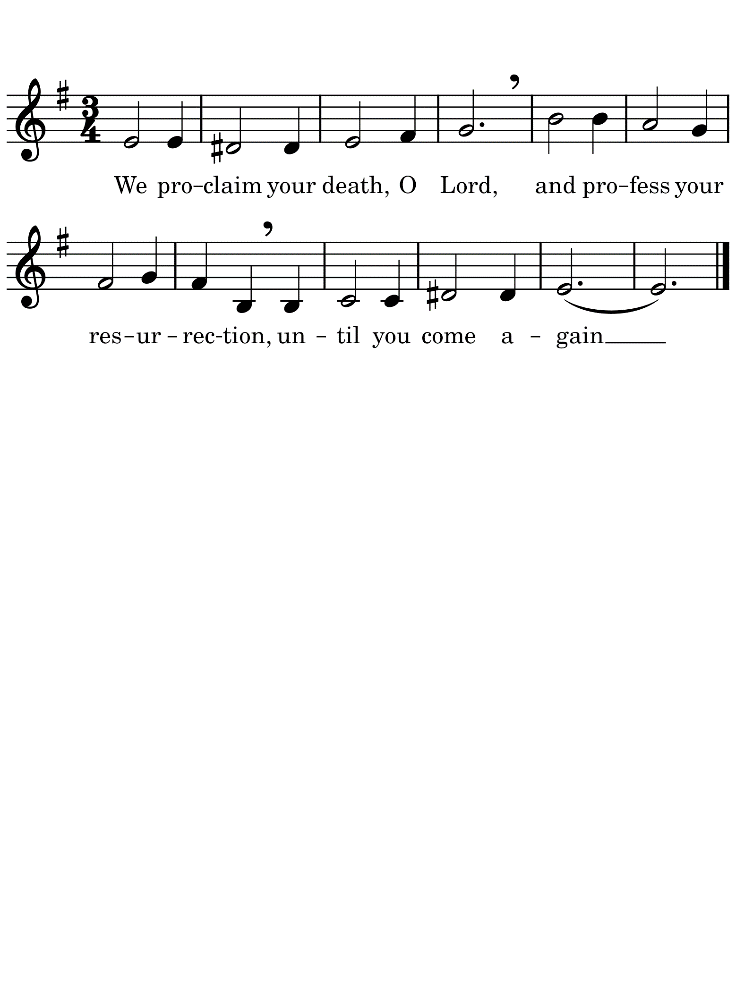 We pro–claim your death, O Lord, and pro–fess your
res–ur–rec-tion, un–til you come a–gain